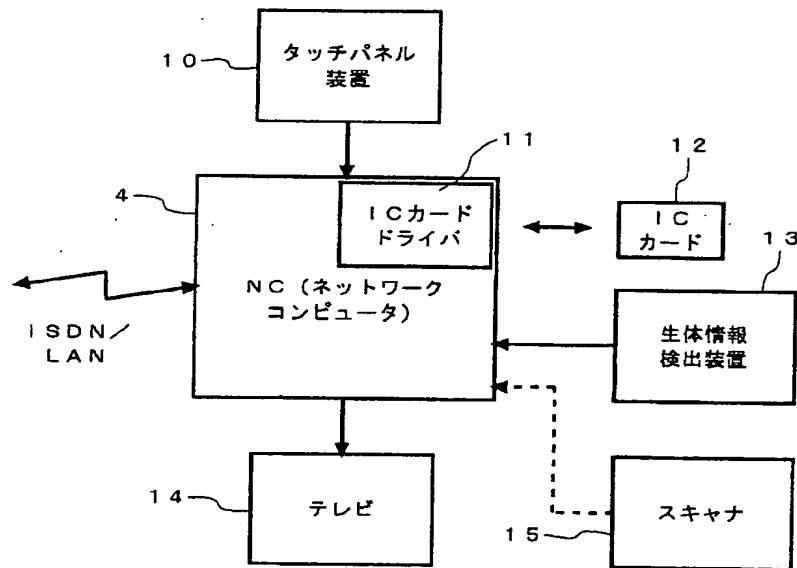 １０
タッチパネル
装置
１１
１２
４
ＩＣカード
ドライバ
ＩＣ
カード
１３
ＮＣ（ネットワーク
コンピュータ）
ＩＳＤＮ／
ＬＡＮ
生体情報
検出装置
１４
テレビ
スキャナ
１５